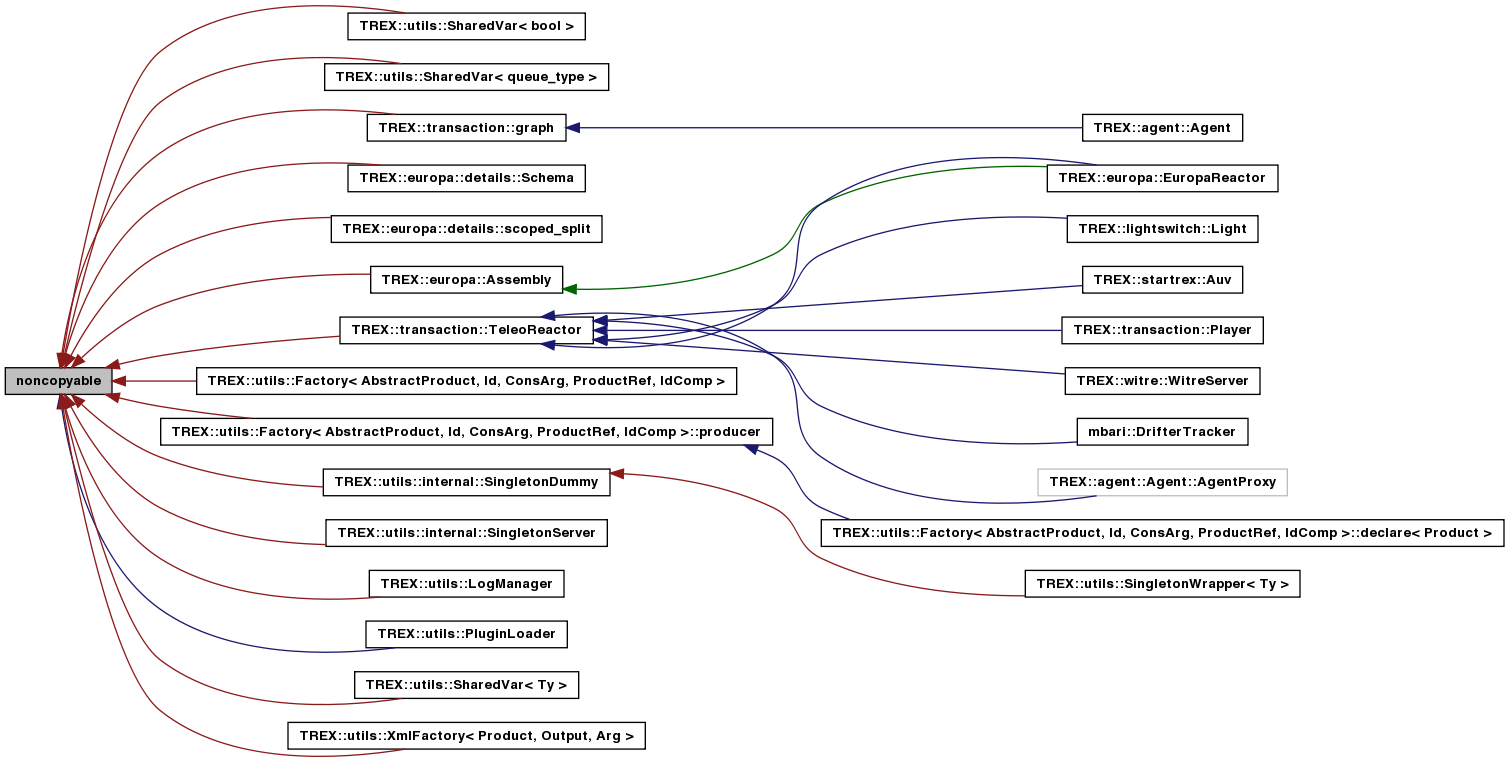 TREX::utils::SharedVar< bool >
TREX::utils::SharedVar< queue_type >
TREX::transaction::graph
TREX::agent::Agent
TREX::europa::details::Schema
TREX::europa::EuropaReactor
TREX::europa::details::scoped_split
TREX::lightswitch::Light
TREX::europa::Assembly
TREX::startrex::Auv
TREX::transaction::TeleoReactor
TREX::transaction::Player
noncopyable
TREX::utils::Factory< AbstractProduct, Id, ConsArg, ProductRef, IdComp >
TREX::witre::WitreServer
TREX::utils::Factory< AbstractProduct, Id, ConsArg, ProductRef, IdComp >::producer
mbari::DrifterTracker
TREX::utils::internal::SingletonDummy
TREX::agent::Agent::AgentProxy
TREX::utils::internal::SingletonServer
TREX::utils::Factory< AbstractProduct, Id, ConsArg, ProductRef, IdComp >::declare< Product >
TREX::utils::LogManager
TREX::utils::SingletonWrapper< Ty >
TREX::utils::PluginLoader
TREX::utils::SharedVar< Ty >
TREX::utils::XmlFactory< Product, Output, Arg >